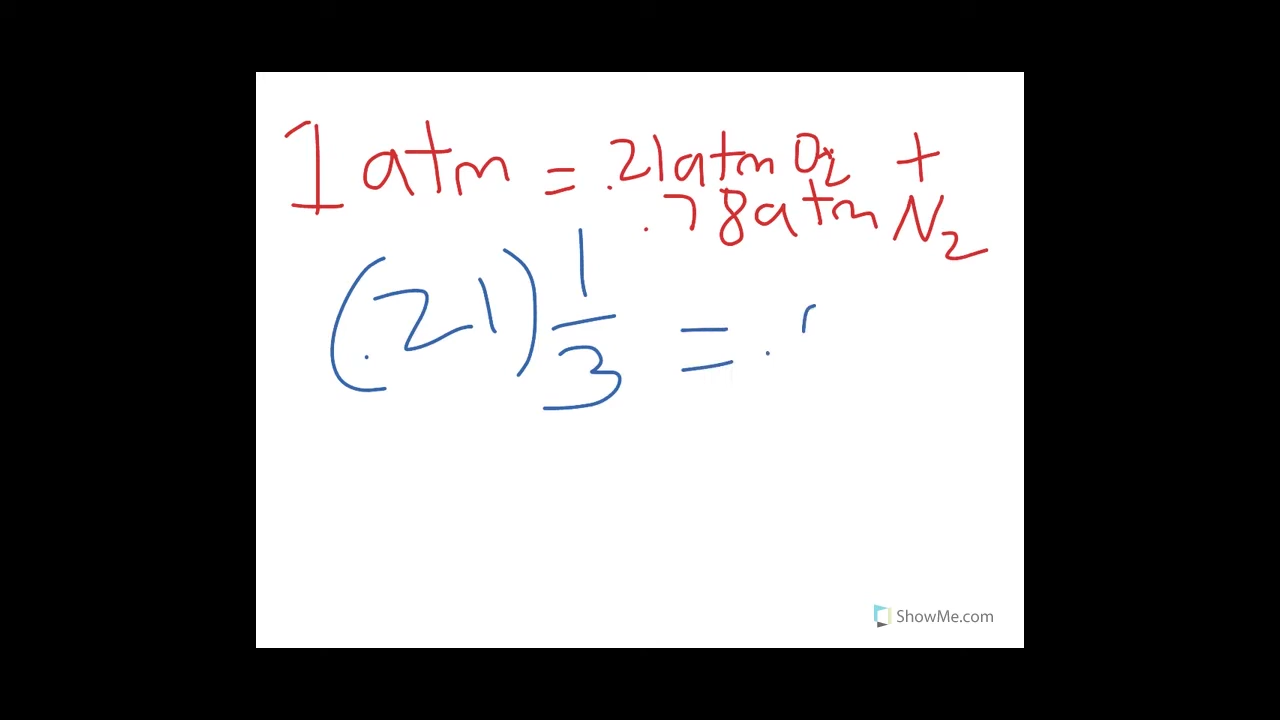 1 atm = .21 atm O2 +
.78 atm N2
(.21) 1/3 = .
ShowMe.com